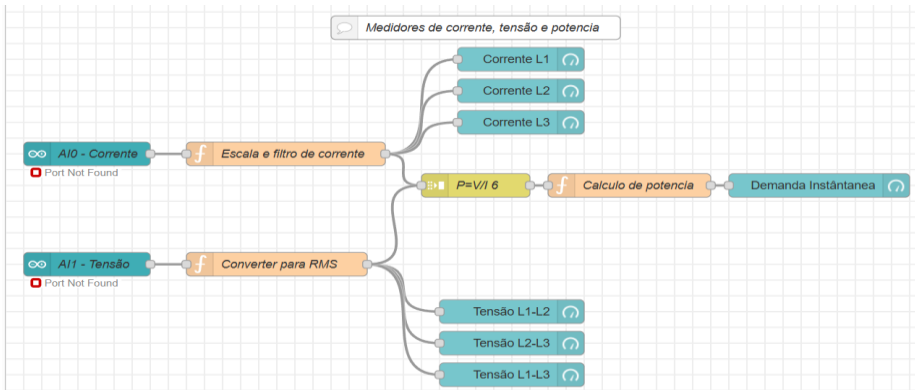 Medidores de corrente, tensão e potencia
Corrente L1
Corrente L2
Corrente L3
AI0 - Corrente
Escala e filtro de corrente
Port Not Found
P=V/I 6
Calculo de potencia
Demanda Instântanea
AI1 - Tensão
Converter para RMS
Port Not Found
Tensão L1-L2
Tensão L2-L3
Tensão L1-L3